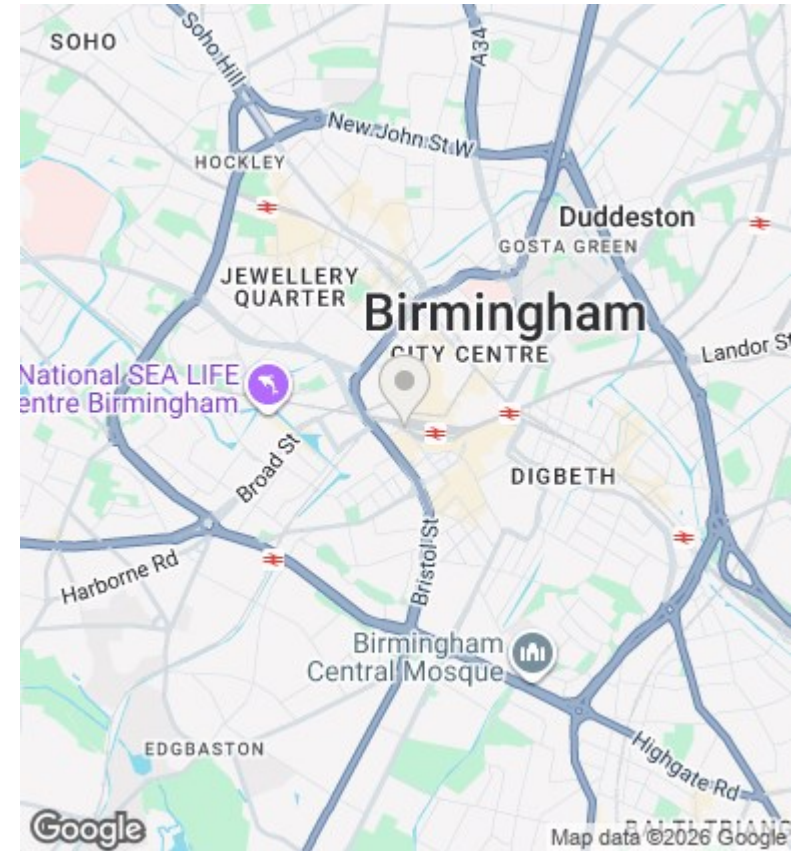 SOHO
Soho Hill
A34
New John St W
HOCKLEY
Duddeston
GOSTA GREEN
JEWELLERY
QUARTER
Birmingham
CITY CENTRE
Landor St
National SEA LIFE
entre Birmingham
Broad St
DIGBETH
Harborne Rd
Bristol St
Birmingham
Central Mosque
EDGBASTON
Highgate Rd
Google
Map data ©2026 Google